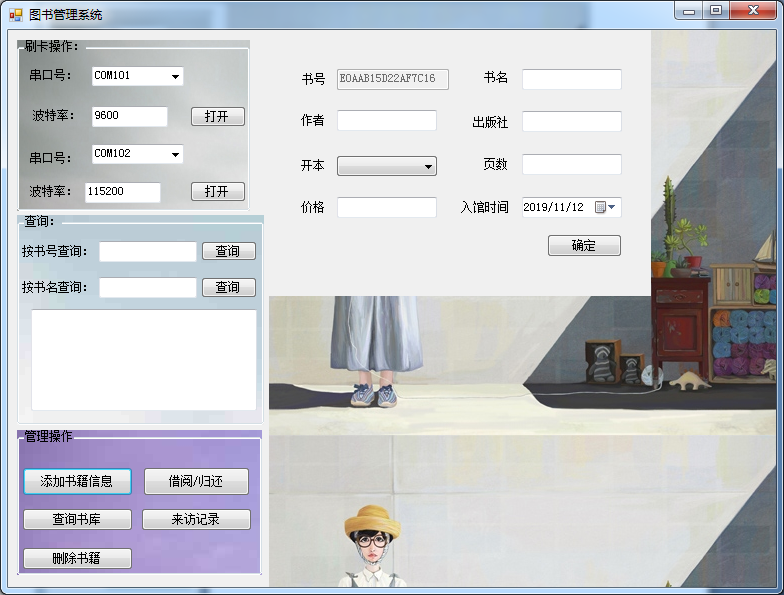 图书管理系统
刷卡操作：
串口号： COM101
波特率： 9600 打开
串口号： COM102
波特率： 115200 打开
查询：
按书号查询： 查询
按书名查询： 查询
管理操作
添加书籍信息 借阅/归还
查询书库 来访记录
删除书籍
书号 E0AAB15D22AF7C16 书名
作者 出版社
开本 页数
价格 入馆时间 2019/11/12
确定